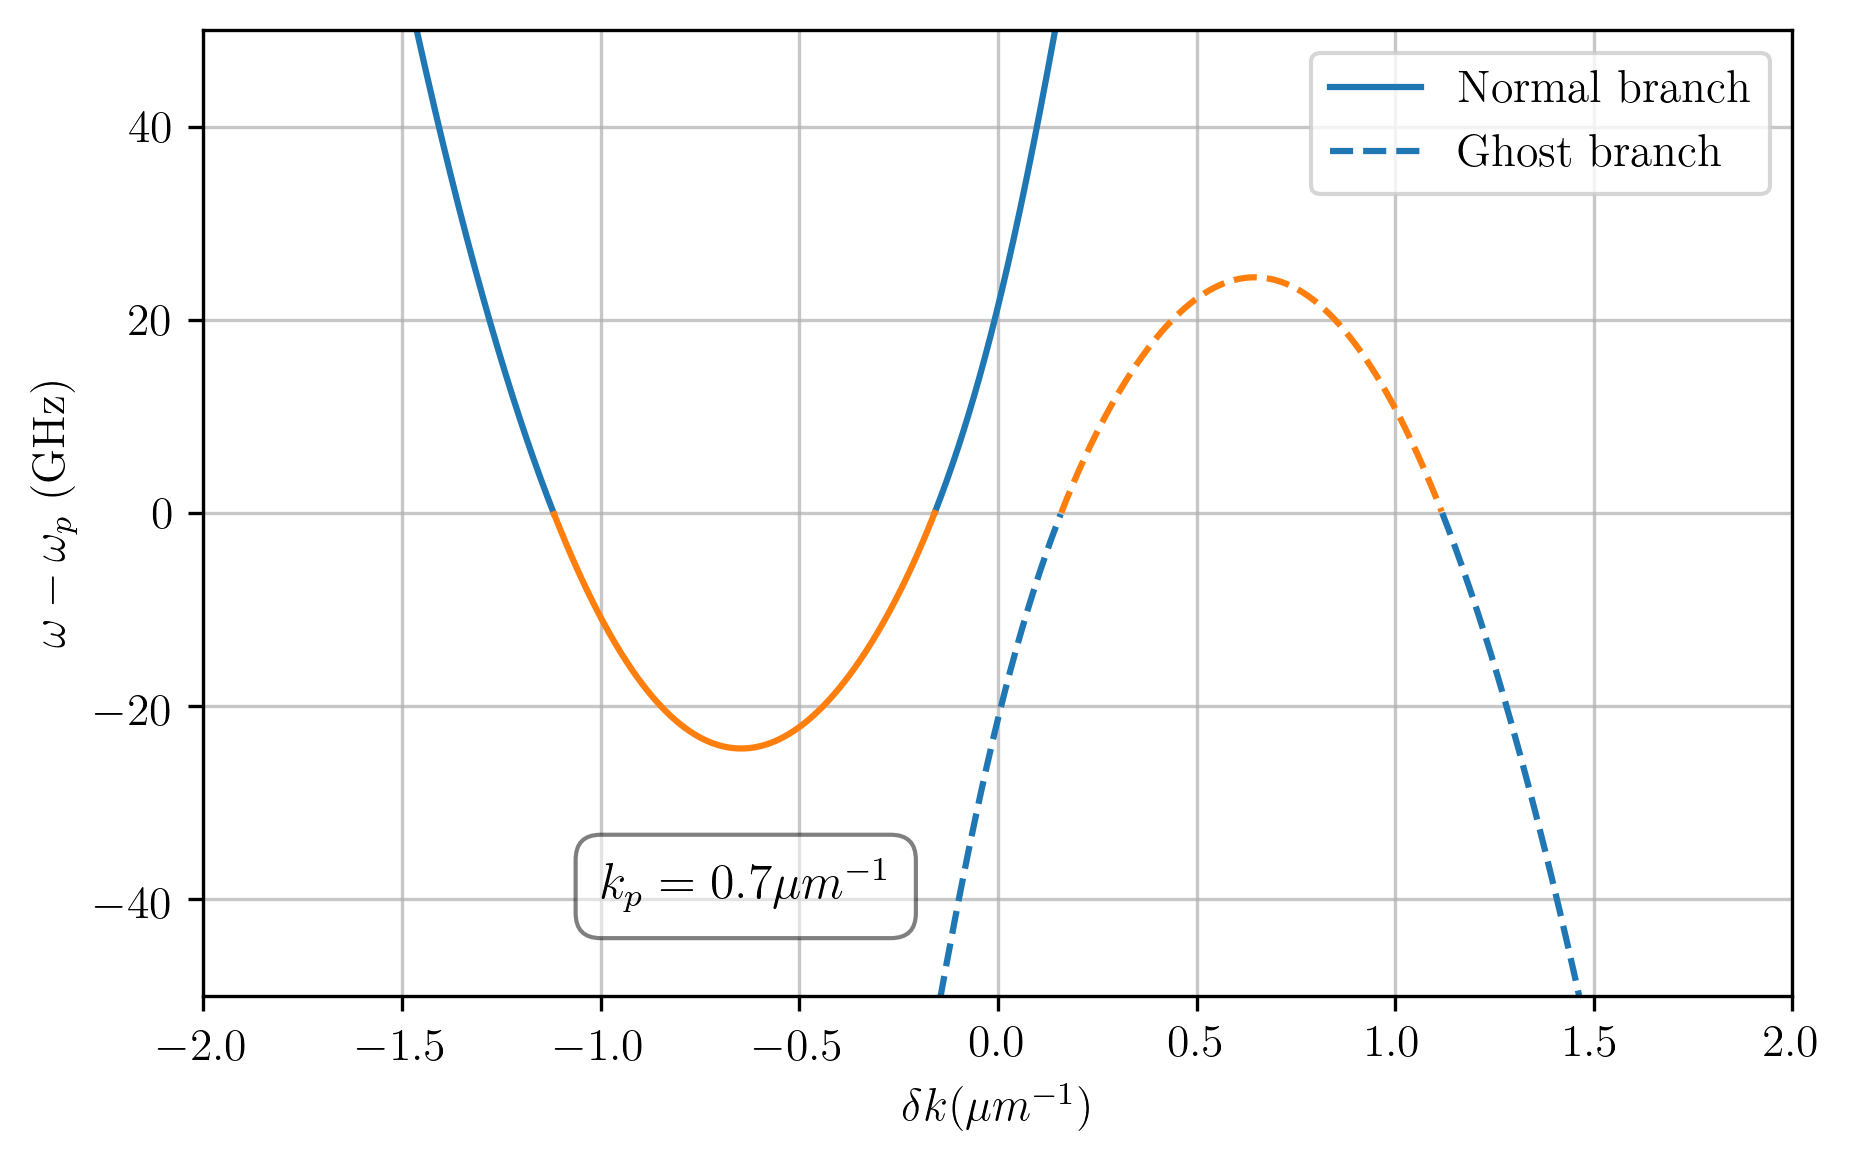 Normal branch
Ghost branch
40
20
0
−20
−40
ω − ω_p (GHz)
k_p = 0.7μm⁻¹
−2.0 −1.5 −1.0 −0.5 0.0 0.5 1.0 1.5 2.0
δk(μm⁻¹)